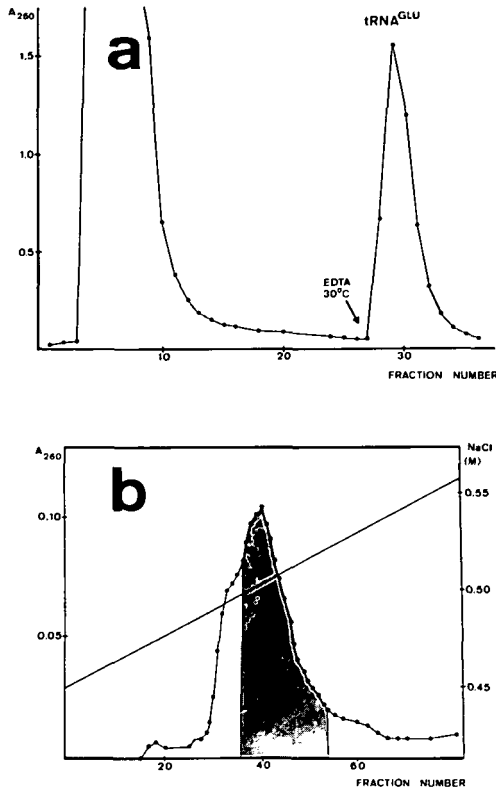 A260
tRNAGLU
a
1.5
1.0
0.5
EDTA
30°C
10
20
30
FRACTION NUMBER
A260
NaCl
(M)
b
0.10
0.05
0.55
0.50
0.45
20
40
60
FRACTION NUMBER